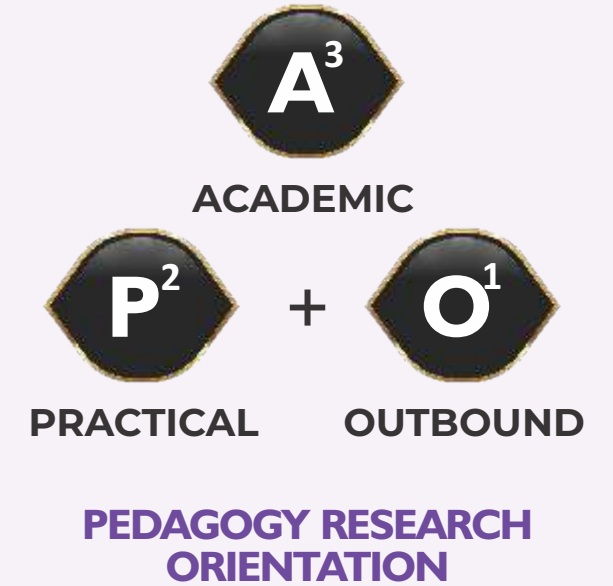 A³
ACADEMIC
P² + O¹
PRACTICAL OUTBOUND
PEDAGOGY RESEARCH
ORIENTATION